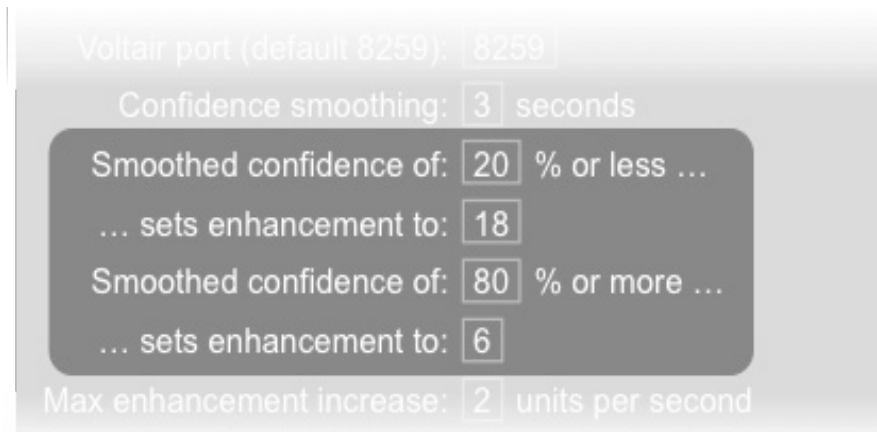 Voltair port (default 8259): 8259
Confidence smoothing: 3 seconds
Smoothed confidence of: 20 % or less …
… sets enhancement to: 18
Smoothed confidence of: 80 % or more …
… sets enhancement to: 6
Max enhancement increase: 2 units per second